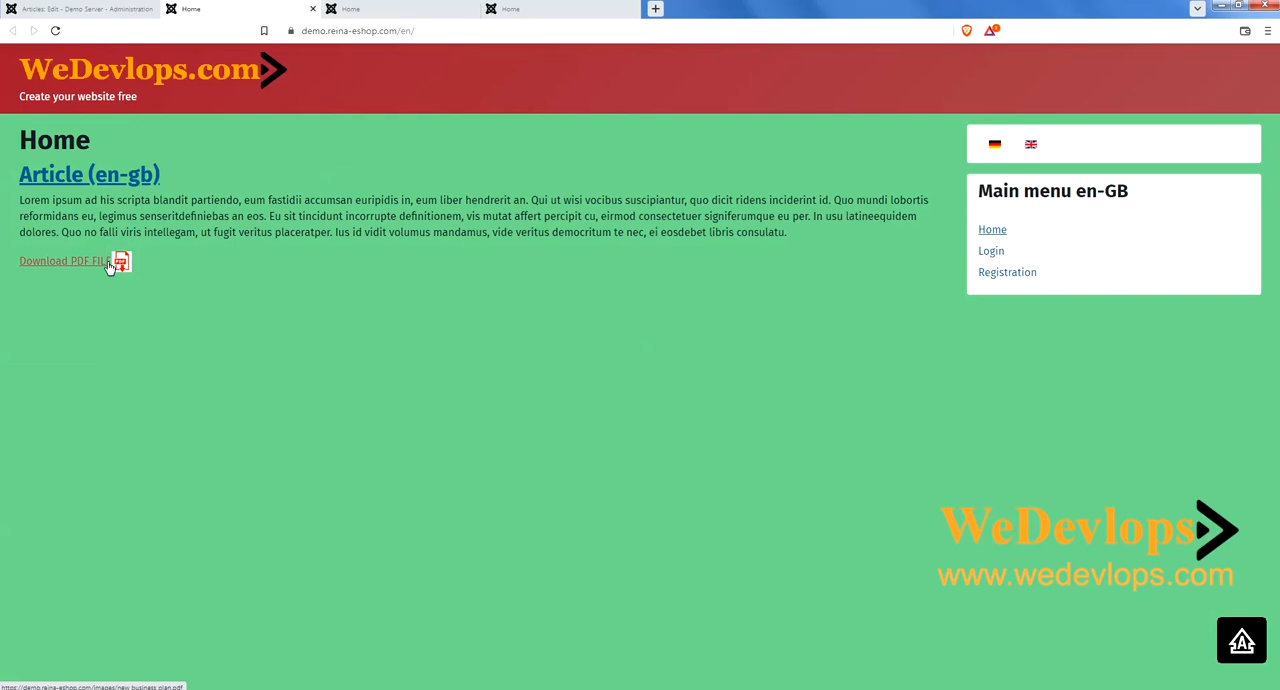 Articles: Edit - Demo Server - Administration
Home
Home
Home
demo.reina-eshop.com/en/
WeDevlops.com
Create your website free
Home
Article (en-gb)
Lorem ipsum ad his scripta blandit partiendo, eum fastidii accumsan euripidis in, eum liber hendrerit an. Qui ut wisi vocibus suscipiantur, quo dicit ridens inciderint id. Quo mundi lobortis
reformidans eu, legimus senseritdefiniebas an eos. Eu sit tincidunt incorrupte definitionem, vis mutat affert percipit cu, eirmod consectetuer signiferumque eu per. In usu latineequidem
dolores. Quo no falli viris intellegam, ut fugit veritus placeratper. Ius id vidit volumus mandamus, vide veritus democritum te nec, ei eosdebet libris consulatu.
Download PDF FILE
PDF
Main menu en-GB
Home
Login
Registration
WeDevlops
www.wedevlops.com
A
https://demo.reina-eshop.com/images/new business plan.pdf